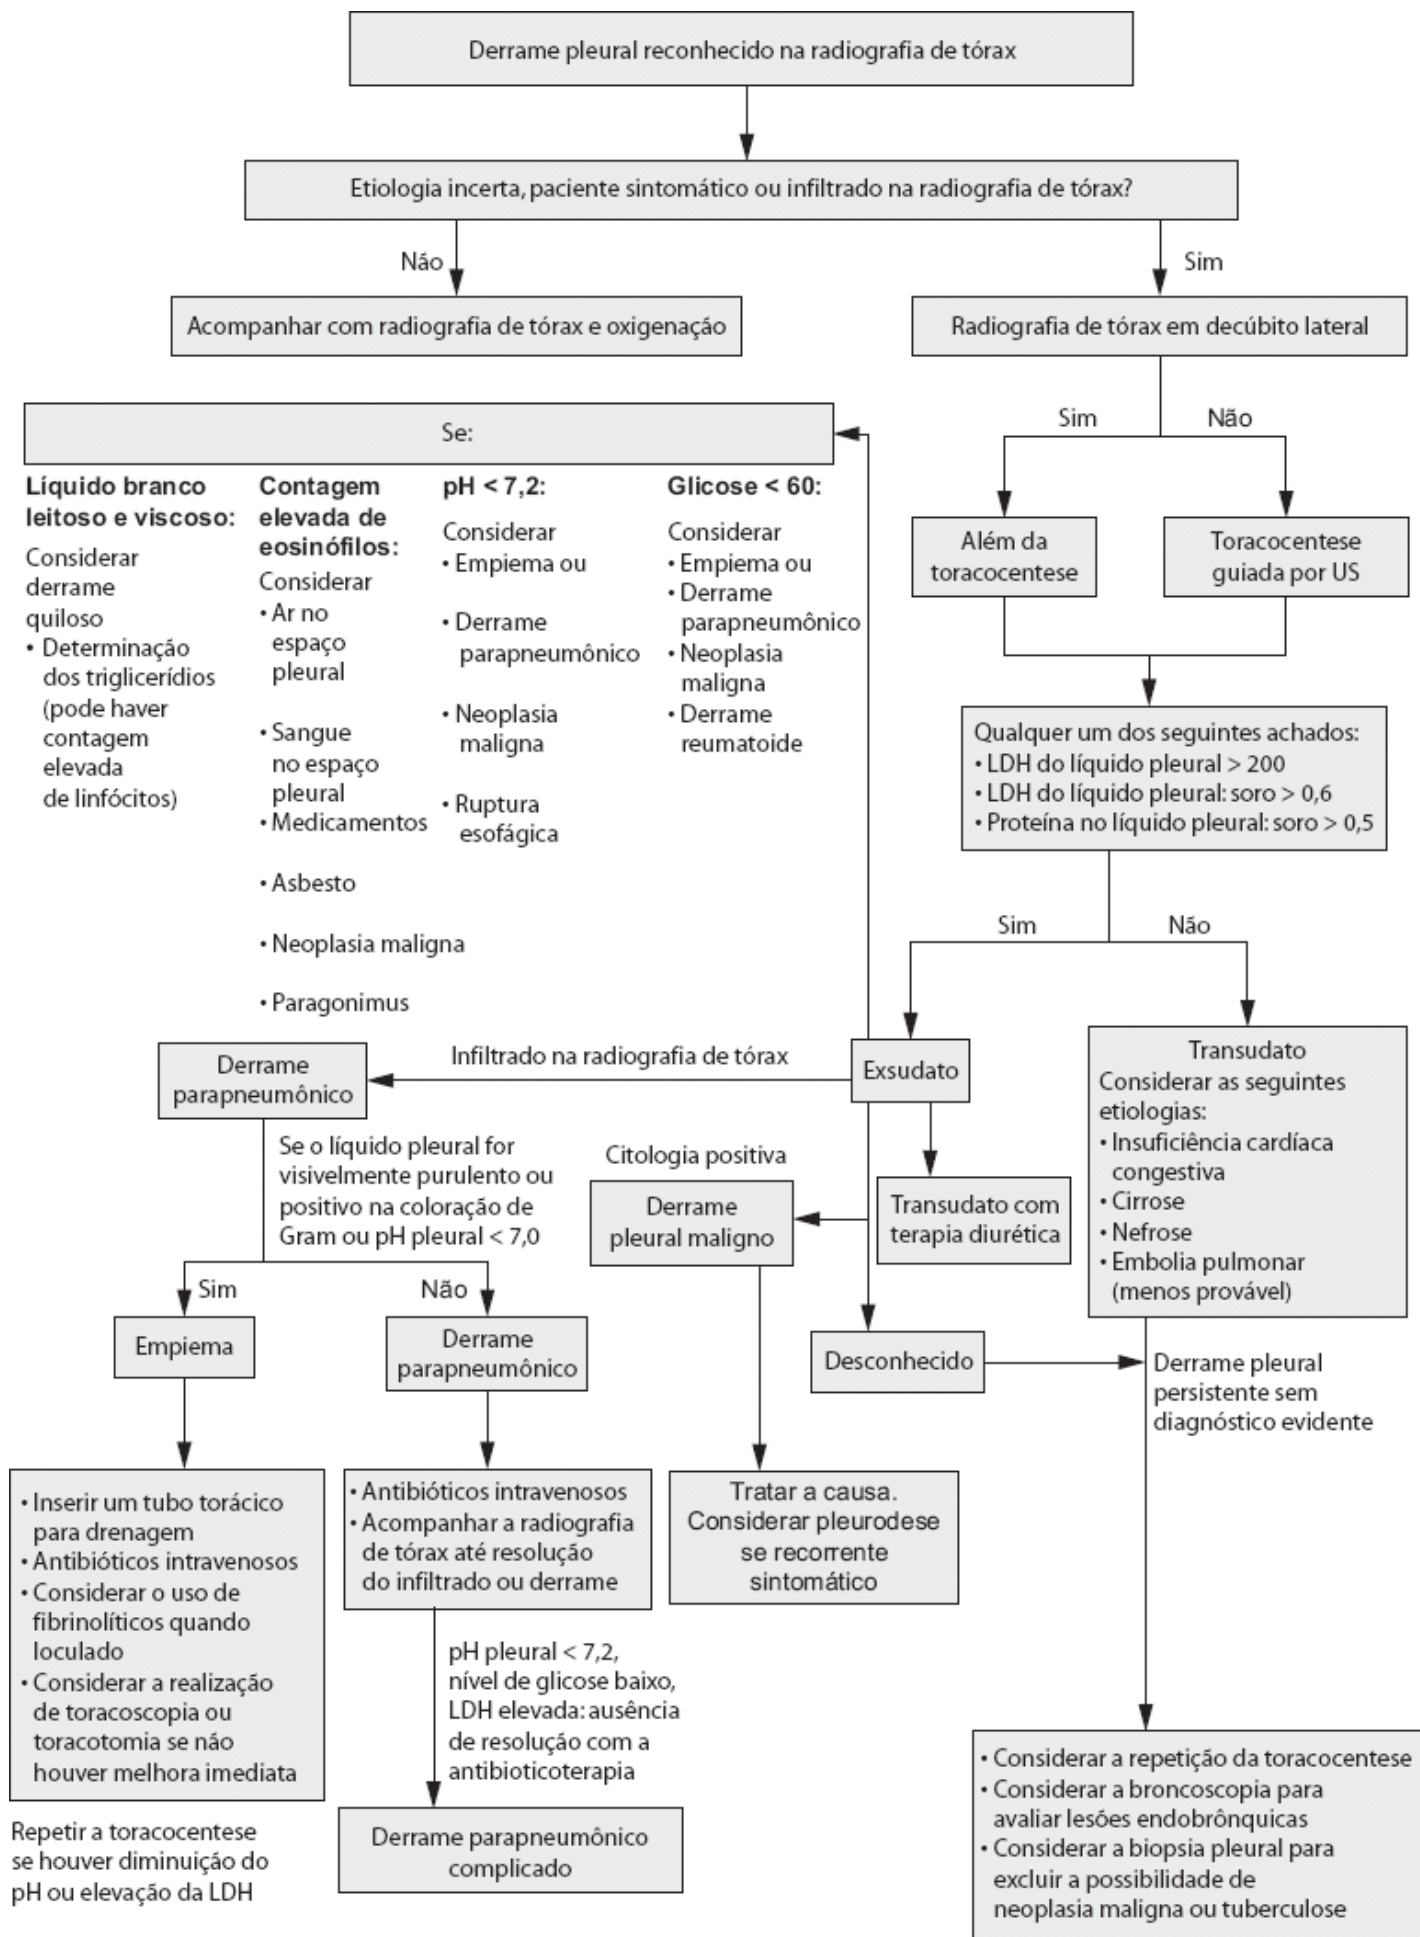 Derrame pleural reconhecido na radiografia de tórax
Etiologia incerta, paciente sintomático ou infiltrado na radiografia de tórax?
Não
Sim
Acompanhar com radiografia de tórax e oxigenação
Radiografia de tórax em decúbito lateral
Sim
Não
Além da
toracocentese
Toracocentese
guiada por US
Se:
Líquido branco
leitoso e viscoso:
Considerar
derrame
quiloso
• Determinação
dos triglicerídios
(pode haver
contagem
elevada
de linfócitos)
Contagem
elevada de
eosinófilos:
Considerar
• Ar no
espaço
pleural
• Sangue
no espaço
pleural
• Medicamentos
• Asbesto
• Neoplasia maligna
• Paragonimus
pH < 7,2:
Considerar
• Empiema ou
• Derrame
parapneumônico
• Neoplasia
maligna
• Ruptura
esofágica
Glicose < 60:
Considerar
• Empiema ou
• Derrame
parapneumônico
• Neoplasia
maligna
• Derrame
reumatoide
Qualquer um dos seguintes achados:
• LDH do líquido pleural > 200
• LDH do líquido pleural: soro > 0,6
• Proteína no líquido pleural: soro > 0,5
Sim
Não
Exsudato
Transudato
Considerar as seguintes
etiologias:
• Insuficiência cardíaca
congestiva
• Cirrose
• Nefrose
• Embolia pulmonar
(menos provável)
Infiltrado na radiografia de tórax
Derrame
parapneumônico
Se o líquido pleural for
visivelmente purulento ou
positivo na coloração de
Gram ou pH pleural < 7,0
Citologia positiva
Derrame
pleural maligno
Transudato com
terapia diurética
Sim
Não
Empiema
Derrame
parapneumônico
Desconhecido
Derrame pleural
persistente sem
diagnóstico evidente
• Inserir um tubo torácico
para drenagem
• Antibióticos intravenosos
• Considerar o uso de
fibrinolíticos quando
loculado
• Considerar a realização
de toracoscopia ou
toracotomia se não
houver melhora imediata
• Antibióticos intravenosos
• Acompanhar a radiografia
de tórax até resolução
do infiltrado ou derrame
Tratar a causa.
Considerar pleurodese
se recorrente
sintomático
pH pleural < 7,2,
nível de glicose baixo,
LDH elevada: ausência
de resolução com a
antibioticoterapia
Repetir a toracocentese
se houver diminuição do
pH ou elevação da LDH
Derrame parapneumônico
complicado
• Considerar a repetição da toracocentese
• Considerar a broncoscopia para
avaliar lesões endobrônquicas
• Considerar a biopsia pleural para
excluir a possibilidade de
neoplasia maligna ou tuberculose